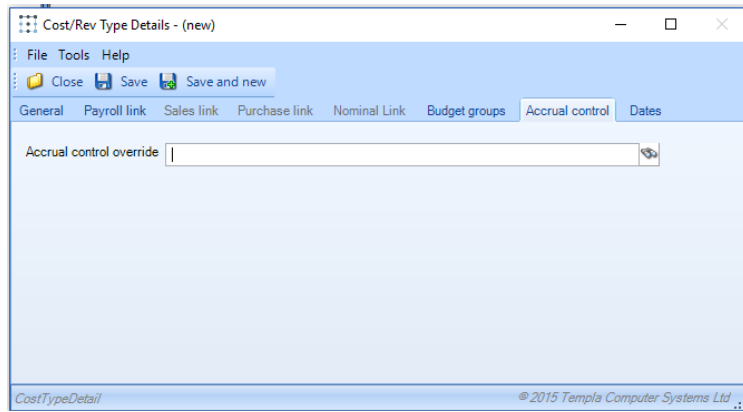 Cost/Rev Type Details - (new)
File Tools Help
Close Save Save and new
General Payroll link Sales link Purchase link Nominal Link Budget groups Accrual control Dates
Accrual control override
CostTypeDetail © 2015 Templa Computer Systems Ltd